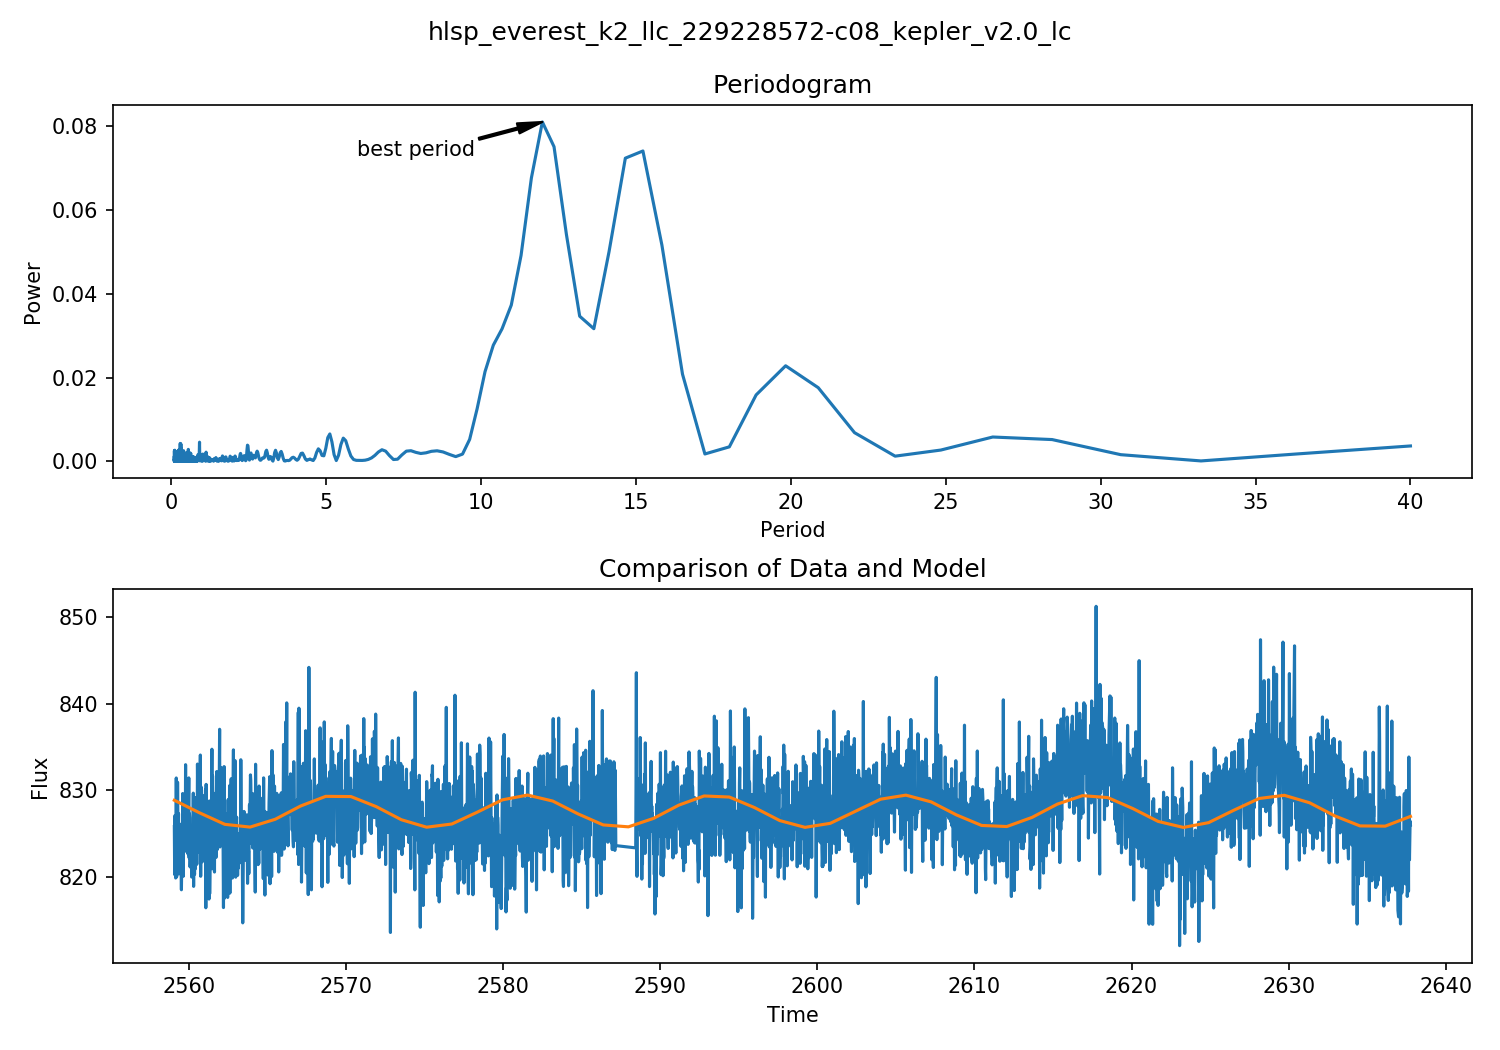 hlsp_everest_k2_llc_229228572-c08_kepler_v2.0_lc
Periodogram
0.08
0.06
0.04
0.02
0.00
Power
best period
0 5 10 15 20 25 30 35 40
Period
Comparison of Data and Model
850
840
830
820
Flux
2560 2570 2580 2590 2600 2610 2620 2630 2640
Time